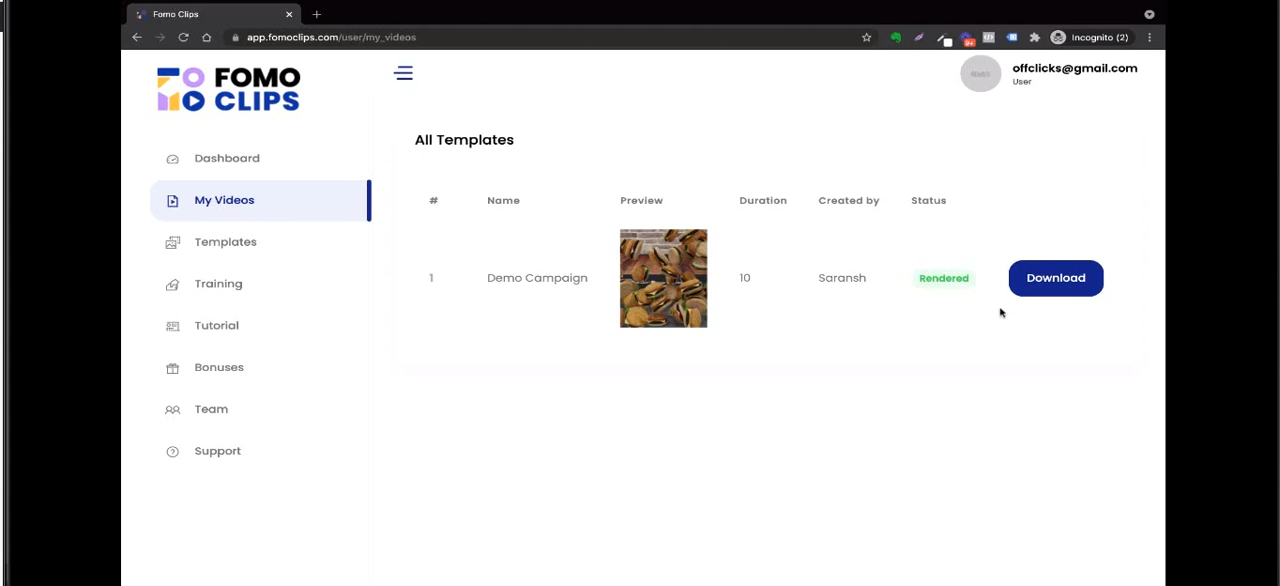 Fomo Clips
app.fomoclips.com/user/my_videos
9+
Incognito (2)
FOMO
CLIPS
offclicks@gmail.com
User
Dashboard
My Videos
Templates
Training
Tutorial
Bonuses
Team
Support
All Templates
# Name Preview Duration Created by Status
1 Demo Campaign 10 Saransh Rendered Download